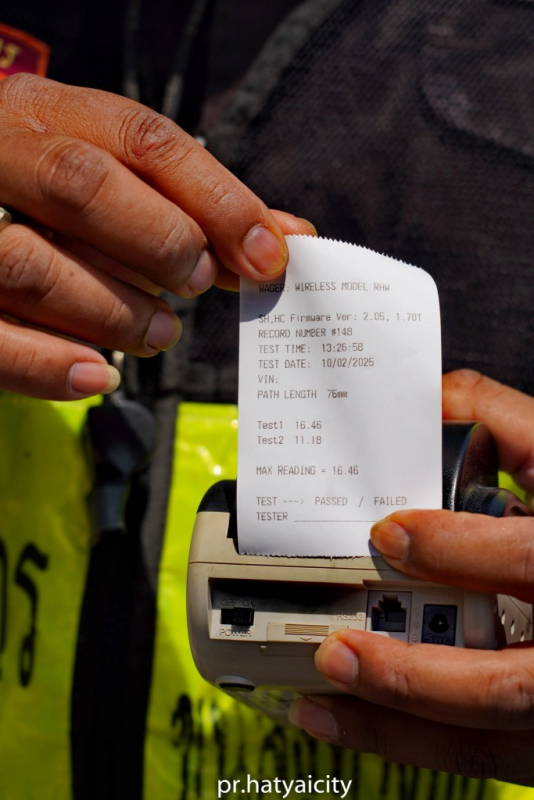 WAGER: WIRELESS MODEL RHW
SH,HC Firmware Ver: 2.05, 1.70T
RECORD NUMBER #148
TEST TIME: 13:26:58
TEST DATE: 10/02/2025
VIN:
PATH LENGTH 76mm
Test1 16.46
Test2 11.18
MAX READING = 16.46
TEST ---> PASSED / FAILED
TESTER
POWER
pr.hatyaicity